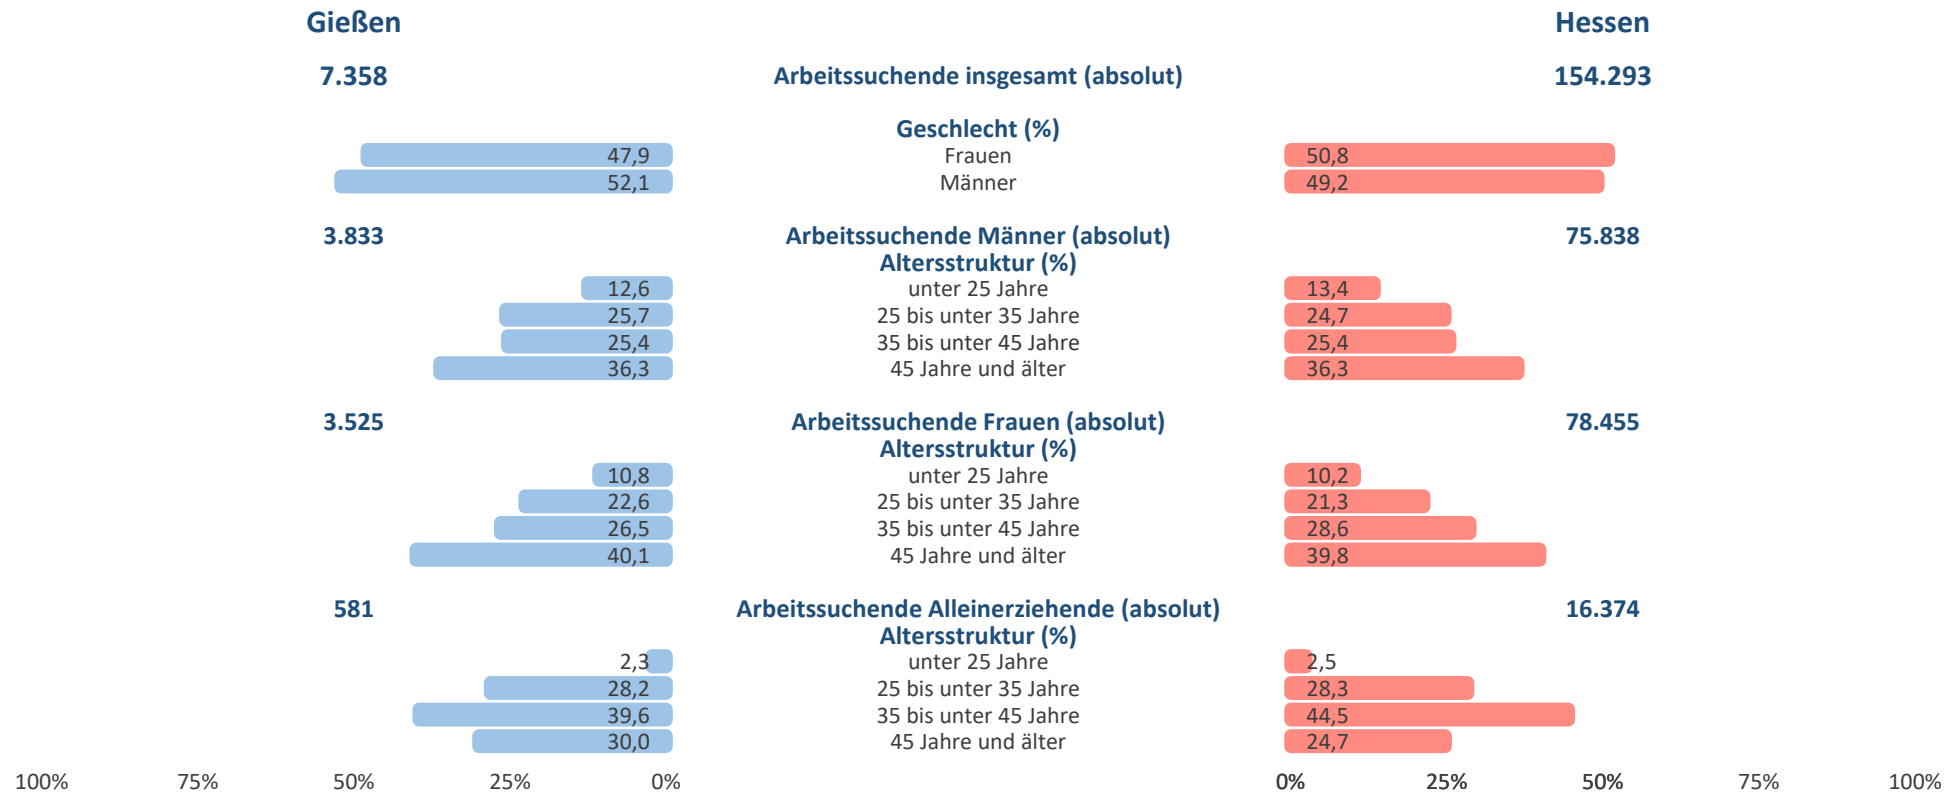 Gießen Hessen
7.358 Arbeitssuchende insgesamt (absolut) 154.293
Geschlecht (%)
47,9 Frauen 50,8
52,1 Männer 49,2
3.833 Arbeitssuchende Männer (absolut) 75.838
Altersstruktur (%)
12,6 unter 25 Jahre 13,4
25,7 25 bis unter 35 Jahre 24,7
25,4 35 bis unter 45 Jahre 25,4
36,3 45 Jahre und älter 36,3
3.525 Arbeitssuchende Frauen (absolut) 78.455
Altersstruktur (%)
10,8 unter 25 Jahre 10,2
22,6 25 bis unter 35 Jahre 21,3
26,5 35 bis unter 45 Jahre 28,6
40,1 45 Jahre und älter 39,8
581 Arbeitssuchende Alleinerziehende (absolut) 16.374
Altersstruktur (%)
2,3 unter 25 Jahre 2,5
28,2 25 bis unter 35 Jahre 28,3
39,6 35 bis unter 45 Jahre 44,5
30,0 45 Jahre und älter 24,7
100% 75% 50% 25% 0% 0% 25% 50% 75% 100%